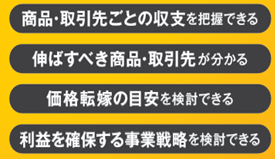 商品・取引先ごとの収支を把握できる
伸ばすべき商品・取引先が分かる
価格転嫁の目安を検討できる
利益を確保する事業戦略を検討できる